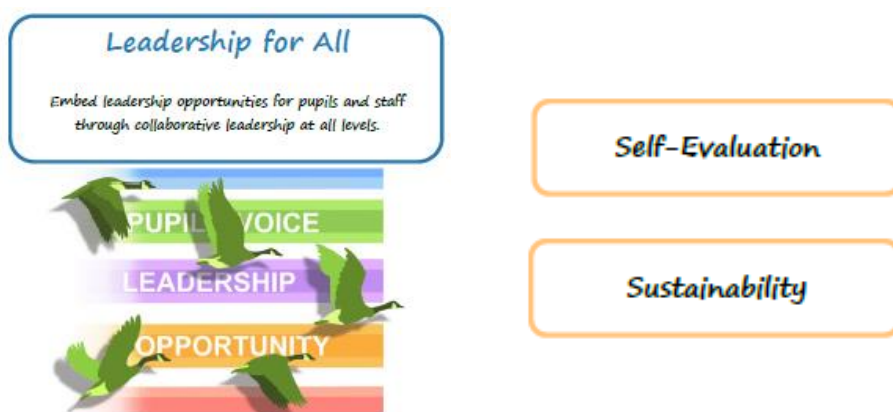 Leadership for All
Embed leadership opportunities for pupils and staff
through collaborative leadership at all levels.
PUPIL VOICE
LEADERSHIP
OPPORTUNITY
Self-Evaluation
Sustainability